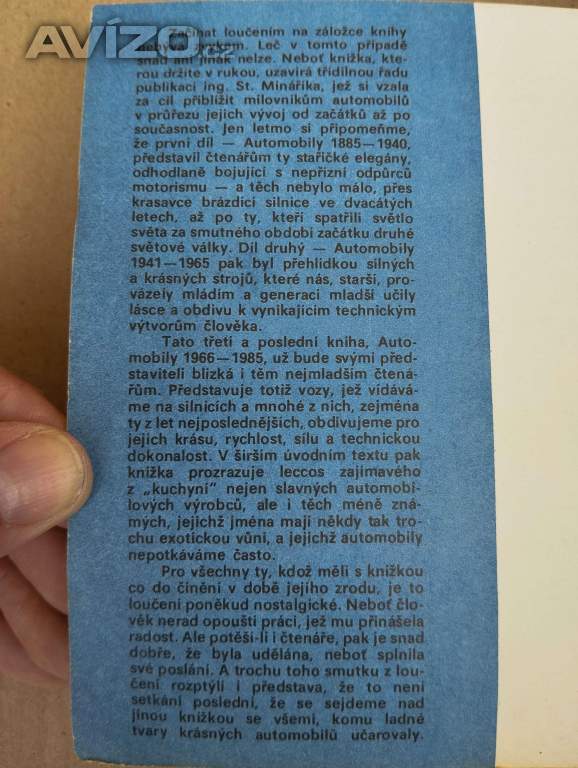 AVÍZO.cz
Začínat loučením na záložce knihy
nebývá zvykem. Leč v tomto případě
snad ani jinak nelze. Neboť knížka, kte-
rou držíte v rukou, uzavírá třídílnou řadu
publikací ing. St. Minaříka, jež si vzala
za cíl přiblížit milovníkům automobilů
v průřezu jejich vývoj od začátků až po
současnost. Jen letmo si připomeňme,
že první díl — Automobily 1885—1940,
představil čtenářům ty stařičké elegány,
odhodlaně bojující s nepřízní odpůrců
motorismu — a těch nebylo málo, přes
krasavce brázdící silnice ve dvacátých
letech, až po ty, kteří spatřili světlo
světa za smutného období začátku druhé
světové války. Díl druhý — Automobily
1941—1965 pak byl přehlídkou silných
a krásných strojů, které nás, starší, pro-
vázely mládím a generaci mladší učily
lásce a obdivu k vynikajícím technickým
výtvorům člověka.
Tato třetí a poslední kniha, Auto-
mobily 1966—1985, už bude svými před-
staviteli blízká i těm nejmladším čtená-
řům. Představuje totiž vozy, jež vídává-
me na silnicích a mnohé z nich, zejména
ty z let nejposlednějších, obdivujeme pro
jejich krásu, rychlost, sílu a technickou
dokonalost. V širším úvodním textu pak
knížka prozrazuje leccos zajímavého
z „kuchyní" nejen slavných automobi-
lových výrobců, ale i těch méně zná-
mých, jejichž jména mají někdy tak tro-
chu exotickou vůni, a jejichž automobily
nepotkáváme často.
Pro všechny ty, kdož měli s knížkou
co do činění v době jejího zrodu, je to
loučení poněkud nostalgické. Neboť člo-
věk nerad opouští práci, jež mu přinášela
radost. Ale potěší-li i čtenáře, pak je snad
dobře, že byla udělána, neboť splnila
své poslání. A trochu toho smutku z lou-
čení rozptýlí i představa, že to není
setkání poslední, že se sejdeme nad
jinou knížkou se všemi, komu ladné
tvary krásných automobilů učarovaly.